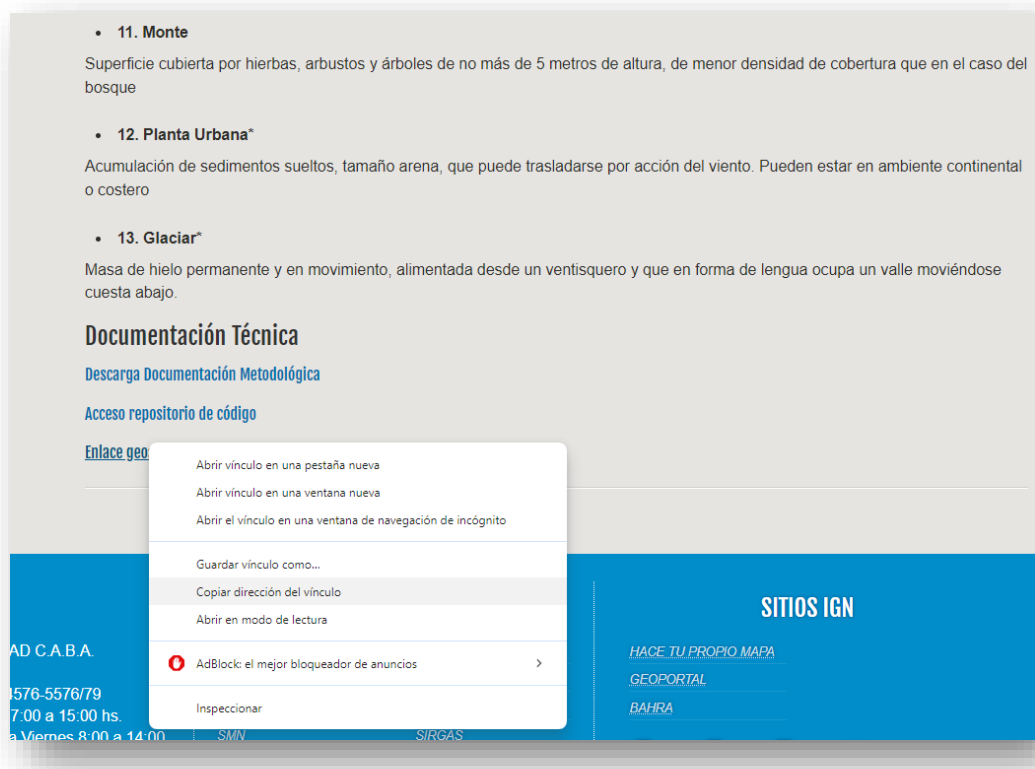 11. Monte
Superficie cubierta por hierbas, arbustos y árboles de no más de 5 metros de altura, de menor densidad de cobertura que en el caso del
bosque
12. Planta Urbana*
Acumulación de sedimentos sueltos, tamaño arena, que puede trasladarse por acción del viento. Pueden estar en ambiente continental
o costero
13. Glaciar*
Masa de hielo permanente y en movimiento, alimentada desde un ventisquero y que en forma de lengua ocupa un valle moviéndose
cuesta abajo.
Documentación Técnica
Descarga Documentación Metodológica
Acceso repositorio de código
Enlace geo
Abrir vínculo en una pestaña nueva
Abrir vínculo en una ventana nueva
Abrir el vínculo en una ventana de navegación de incógnito
Guardar vínculo como...
Copiar dirección del vínculo
Abrir en modo de lectura
AdBlock: el mejor bloqueador de anuncios
Inspeccionar
AD C.A.B.A.
4576-5576/79
7:00 a 15:00 hs.
a Viernes 8:00 a 14:00
SMN
SIRGAS
SITIOS IGN
HACE TU PROPIO MAPA
GEOPORTAL
BAHRA